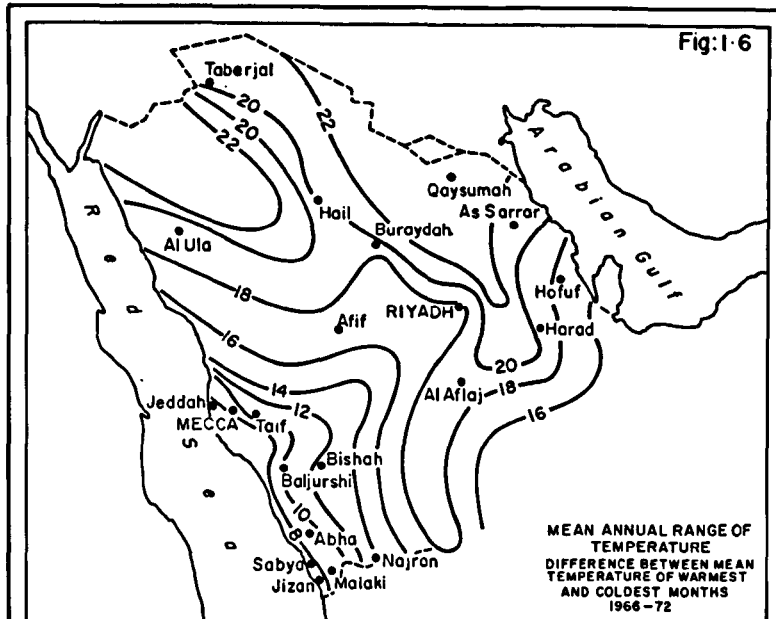 Fig:1·6
Taberjal
20
20
22
22
Arabian Gulf
Qaysumah
As Sarrar
Hail
Buraydah
Al Ula
Red Sea
18
Hofuf
RIYADH
Afif
Harad
16
20
18
Al Aflaj
16
14
12
Jeddah
MECCA
Taif
Bishah
Baljurshi
10
8
Abha
Sabya
Najran
Malaki
Jizan
MEAN ANNUAL RANGE OF
TEMPERATURE
DIFFERENCE BETWEEN MEAN
TEMPERATURE OF WARMEST
AND COLDEST MONTHS
1966–72